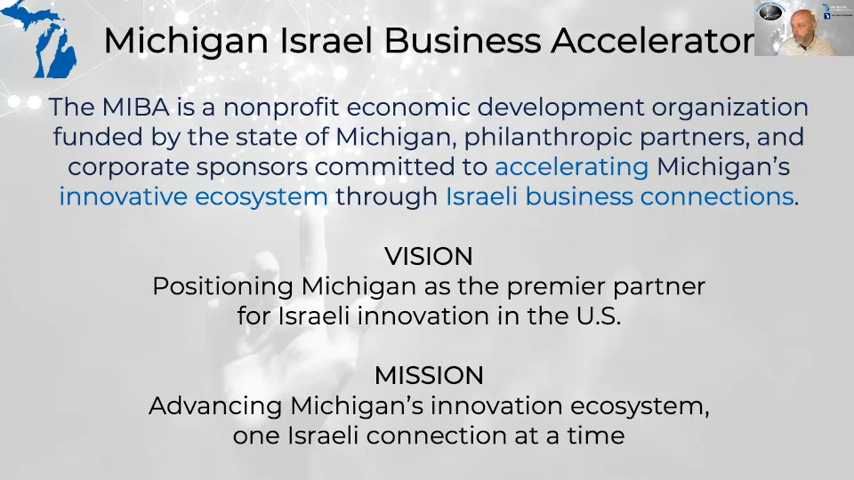 Michigan Israel Business Accelerator
The MIBA is a nonprofit economic development organization
funded by the state of Michigan, philanthropic partners, and
corporate sponsors committed to accelerating Michigan’s
innovative ecosystem through Israeli business connections.
VISION
Positioning Michigan as the premier partner
for Israeli innovation in the U.S.
MISSION
Advancing Michigan’s innovation ecosystem,
one Israeli connection at a time